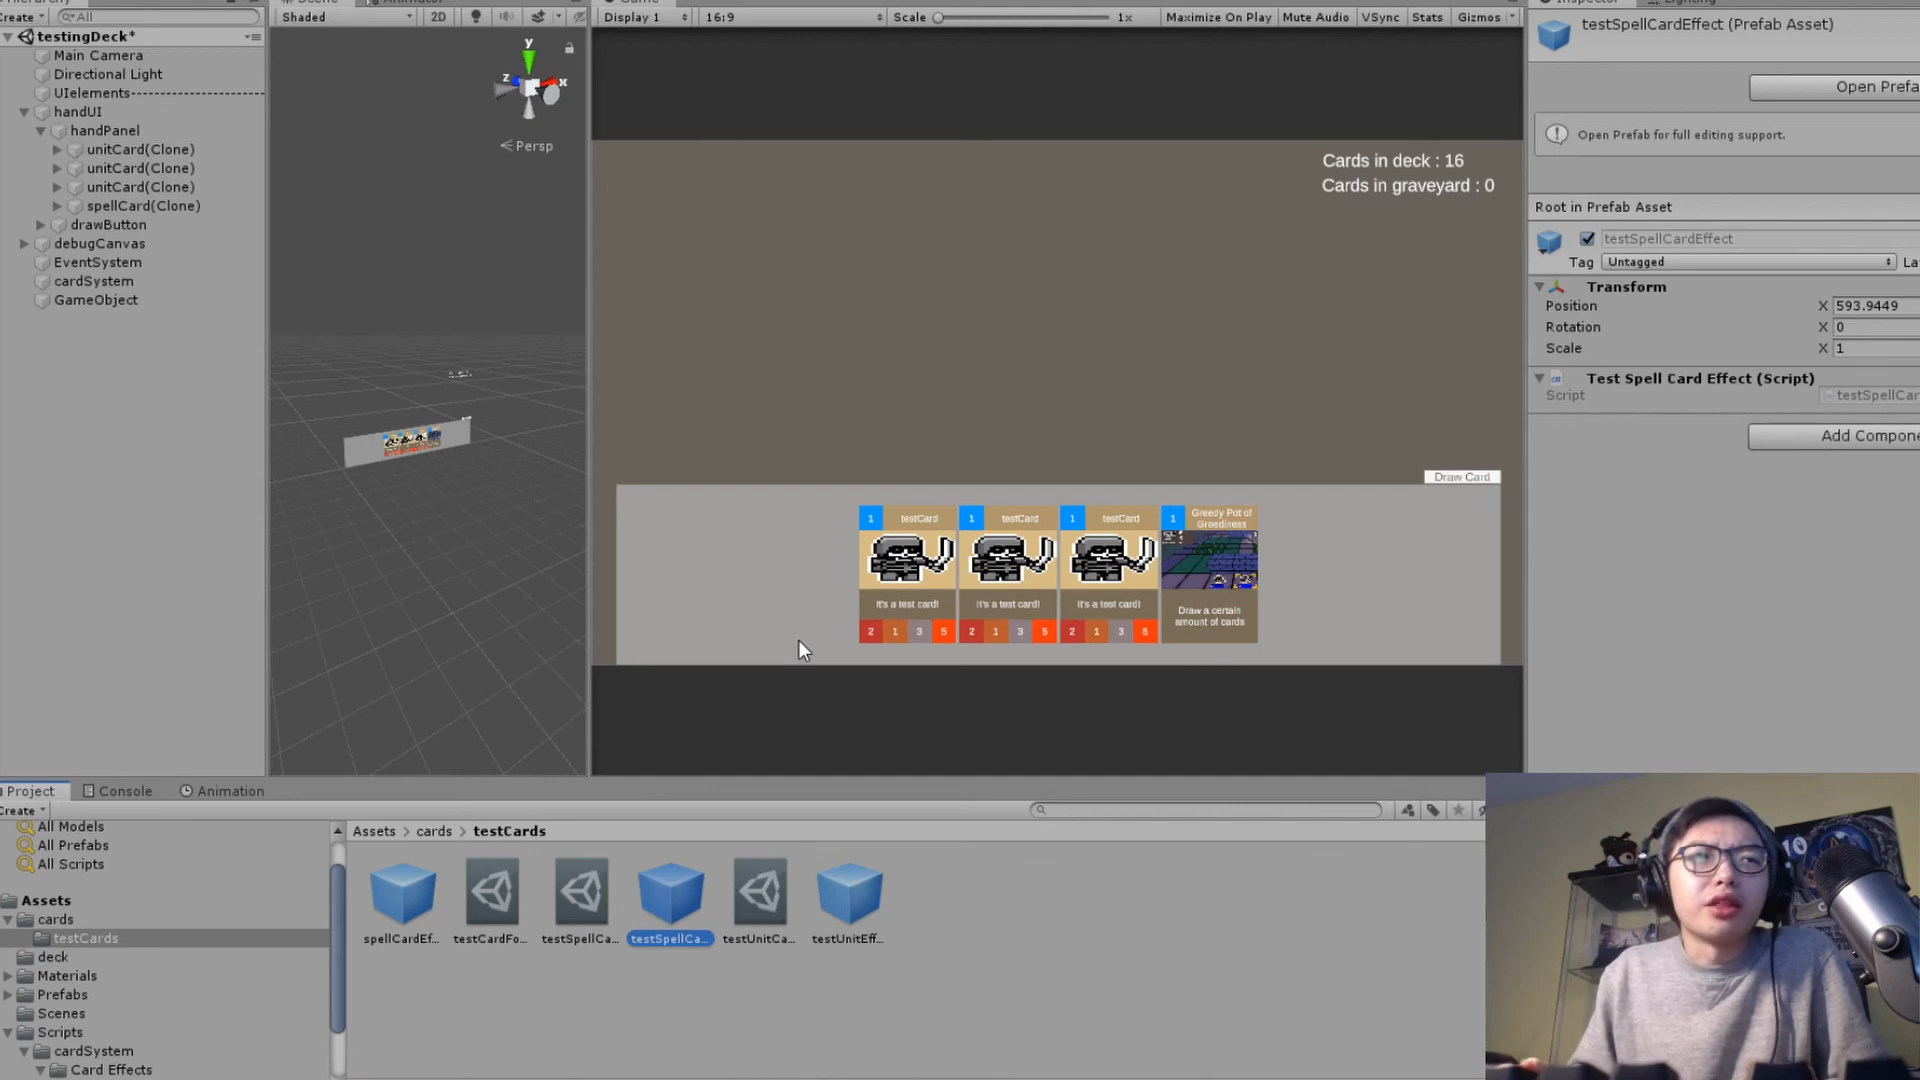 Create
All
testingDeck*
Main Camera
Directional Light
UIelements
handUI
handPanel
unitCard(Clone)
unitCard(Clone)
unitCard(Clone)
spellCard(Clone)
drawButton
debugCanvas
EventSystem
cardSystem
GameObject
Shaded
2D
y
z
x
Persp
Display 1
16:9
Scale
1x
Maximize On Play
Mute Audio
VSync
Stats
Gizmos
Cards in deck : 16
Cards in graveyard : 0
Draw Card
1 testCard
It's a test card!
2 1 3 5
1 testCard
It's a test card!
2 1 3 5
1 testCard
It's a test card!
2 1 3 5
1 Greedy Pot of
Greediness
Draw a certain
amount of cards
testSpellCardEffect (Prefab Asset)
Open Prefa
Open Prefab for full editing support.
Root in Prefab Asset
testSpellCardEffect
Tag Untagged La
Transform
Position X 593.9449
Rotation X 0
Scale X 1
Test Spell Card Effect (Script)
Script testSpellCar
Add Compone
Project
Console
Animation
Create
All Models
All Prefabs
All Scripts
Assets
cards
testCards
deck
Materials
Prefabs
Scenes
Scripts
cardSystem
Card Effects
Assets > cards > testCards
spellCardEf...
testCardFo...
testSpellCa...
testSpellCa...
testUnitCa...
testUnitEff...